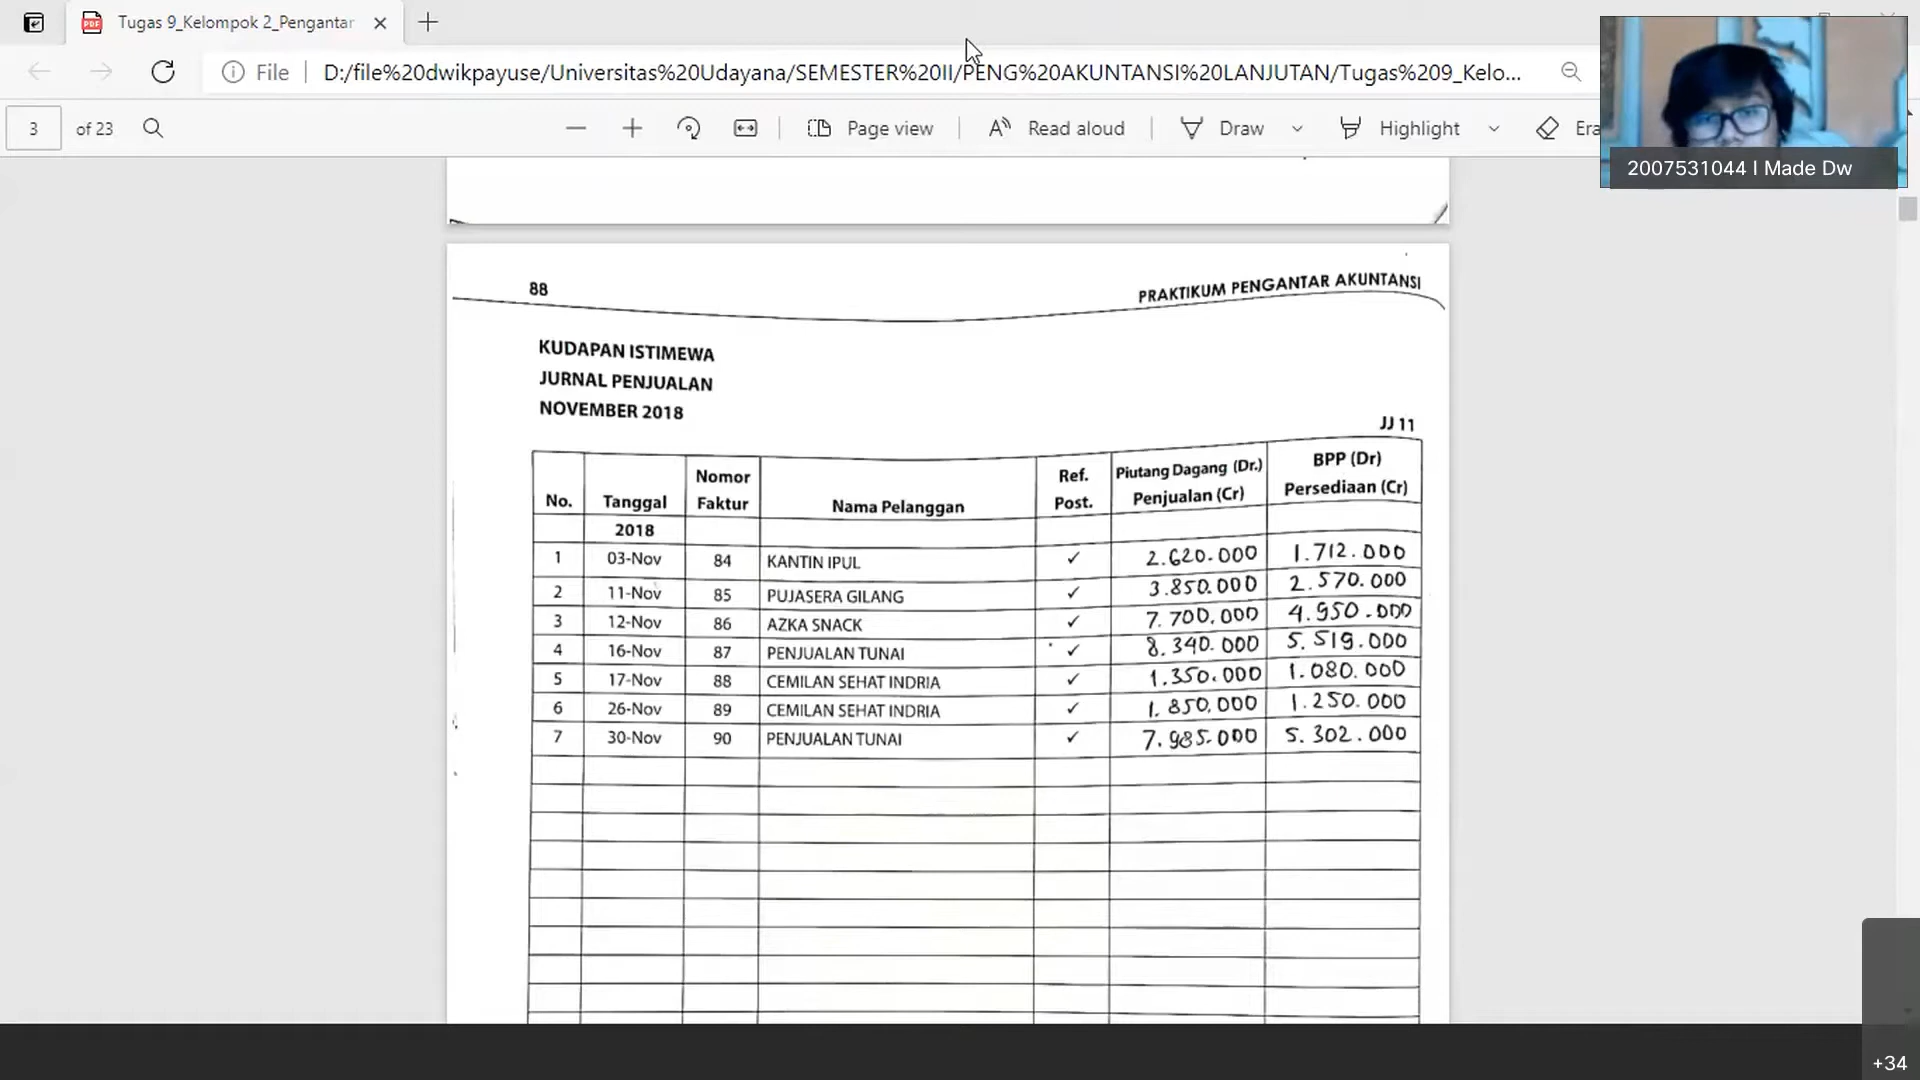 Tugas 9_Kelompok 2_Pengantar
File D:/file%20dwikpayuse/Universitas%20Udayana/SEMESTER%20II/PENG%20AKUNTANSI%20LANJUTAN/Tugas%209_Kelo...
3 of 23 Page view Read aloud Draw Highlight Era
2007531044 I Made Dw
88 PRAKTIKUM PENGANTAR AKUNTANSI
KUDAPAN ISTIMEWA
JURNAL PENJUALAN
NOVEMBER 2018
JJ 11
No. Tanggal Nomor Faktur Nama Pelanggan Ref. Post. Piutang Dagang (Dr.) Penjualan (Cr) BPP (Dr) Persediaan (Cr)
2018
1 03-Nov 84 KANTIN IPUL ✓ 2.620.000 1.712.000
2 11-Nov 85 PUJASERA GILANG ✓ 3.850.000 2.570.000
3 12-Nov 86 AZKA SNACK ✓ 7.700.000 4.950.000
4 16-Nov 87 PENJUALAN TUNAI ✓ 8.340.000 5.519.000
5 17-Nov 88 CEMILAN SEHAT INDRIA ✓ 1.350.000 1.080.000
6 26-Nov 89 CEMILAN SEHAT INDRIA ✓ 1.850.000 1.250.000
7 30-Nov 90 PENJUALAN TUNAI ✓ 7.985.000 5.302.000
+34